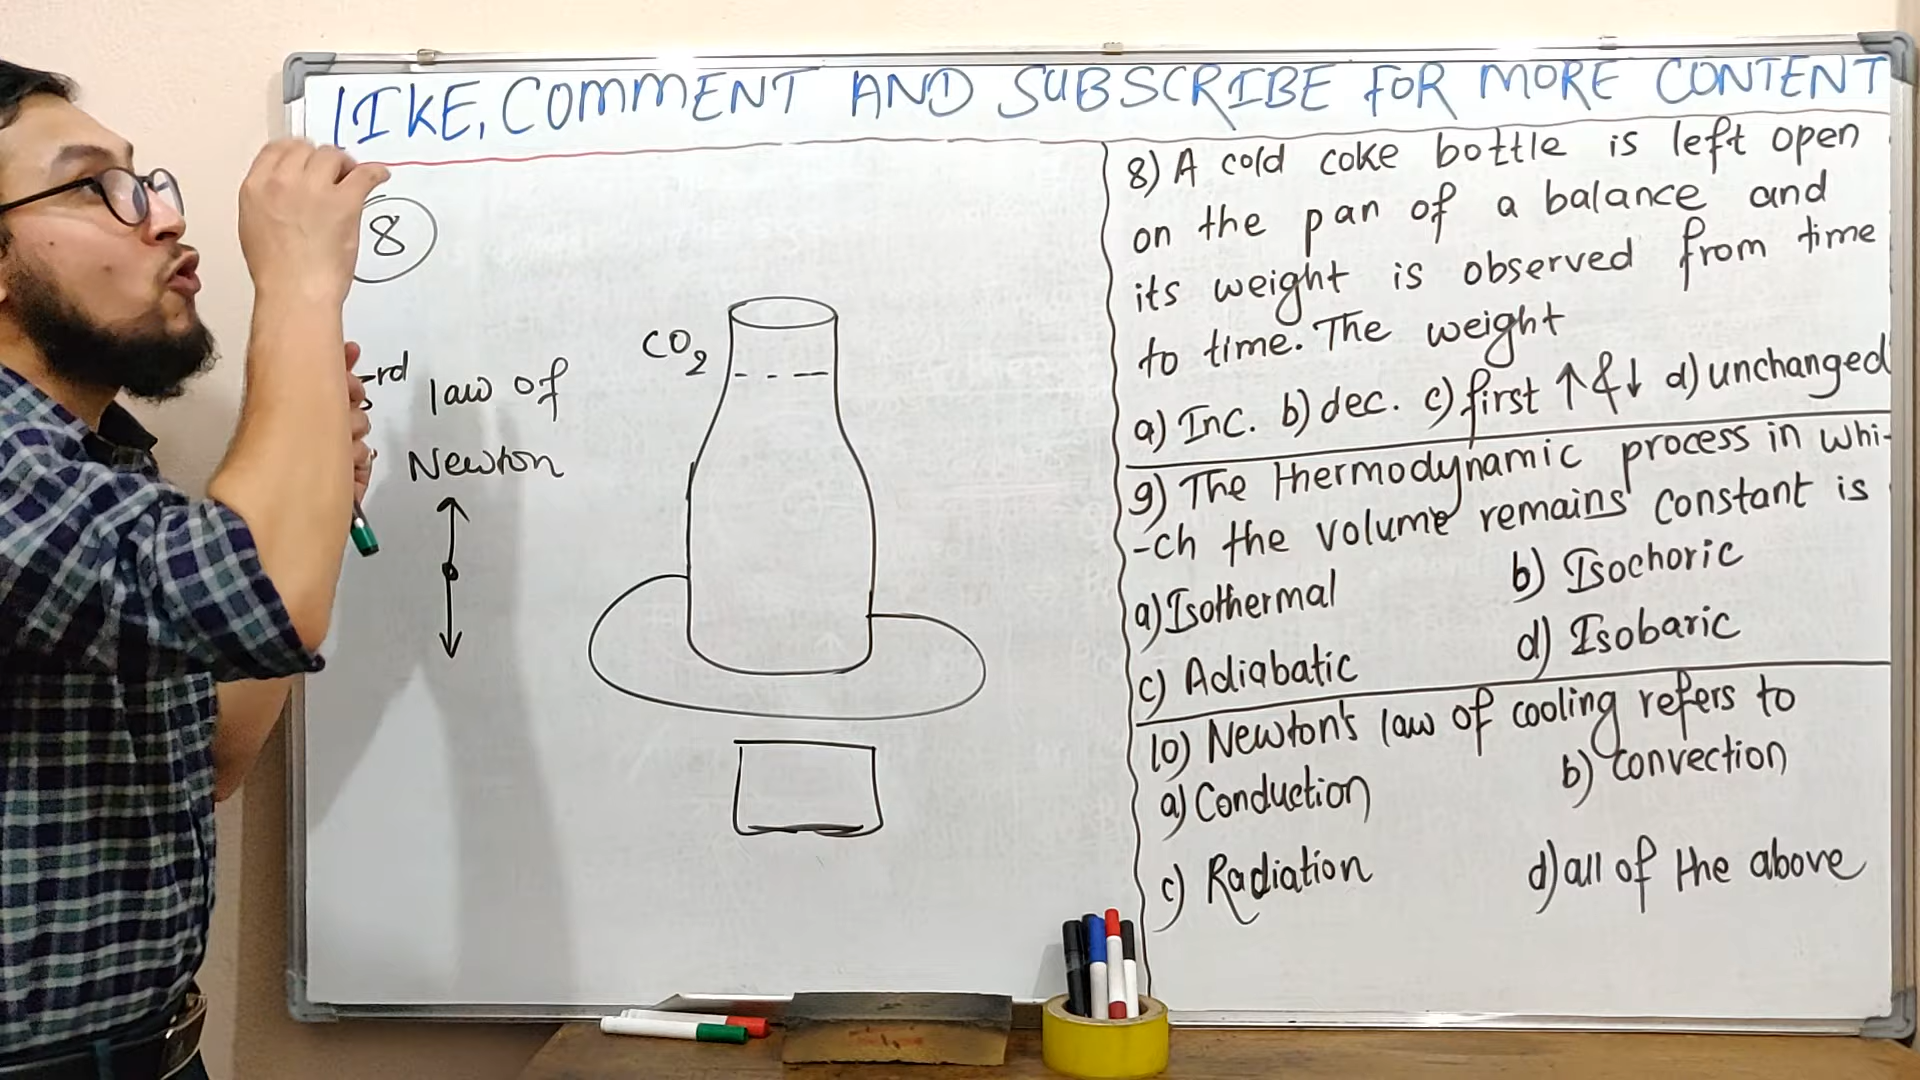 LIKE, COMMENT AND SUBSCRIBE FOR MORE CONTENT
8
rd law of
Newton
CO2
8) A cold coke bottle is left open
on the pan of a balance and
its weight is observed from time
to time. The weight
a) Inc. b) dec. c) first ↑ & ↓ d) unchanged
9) The thermodynamic process in whi-
-ch the volume remains constant is
a) Isothermal b) Isochoric
c) Adiabatic d) Isobaric
10) Newton's law of cooling refers to
a) Conduction b) Convection
c) Radiation d) all of the above